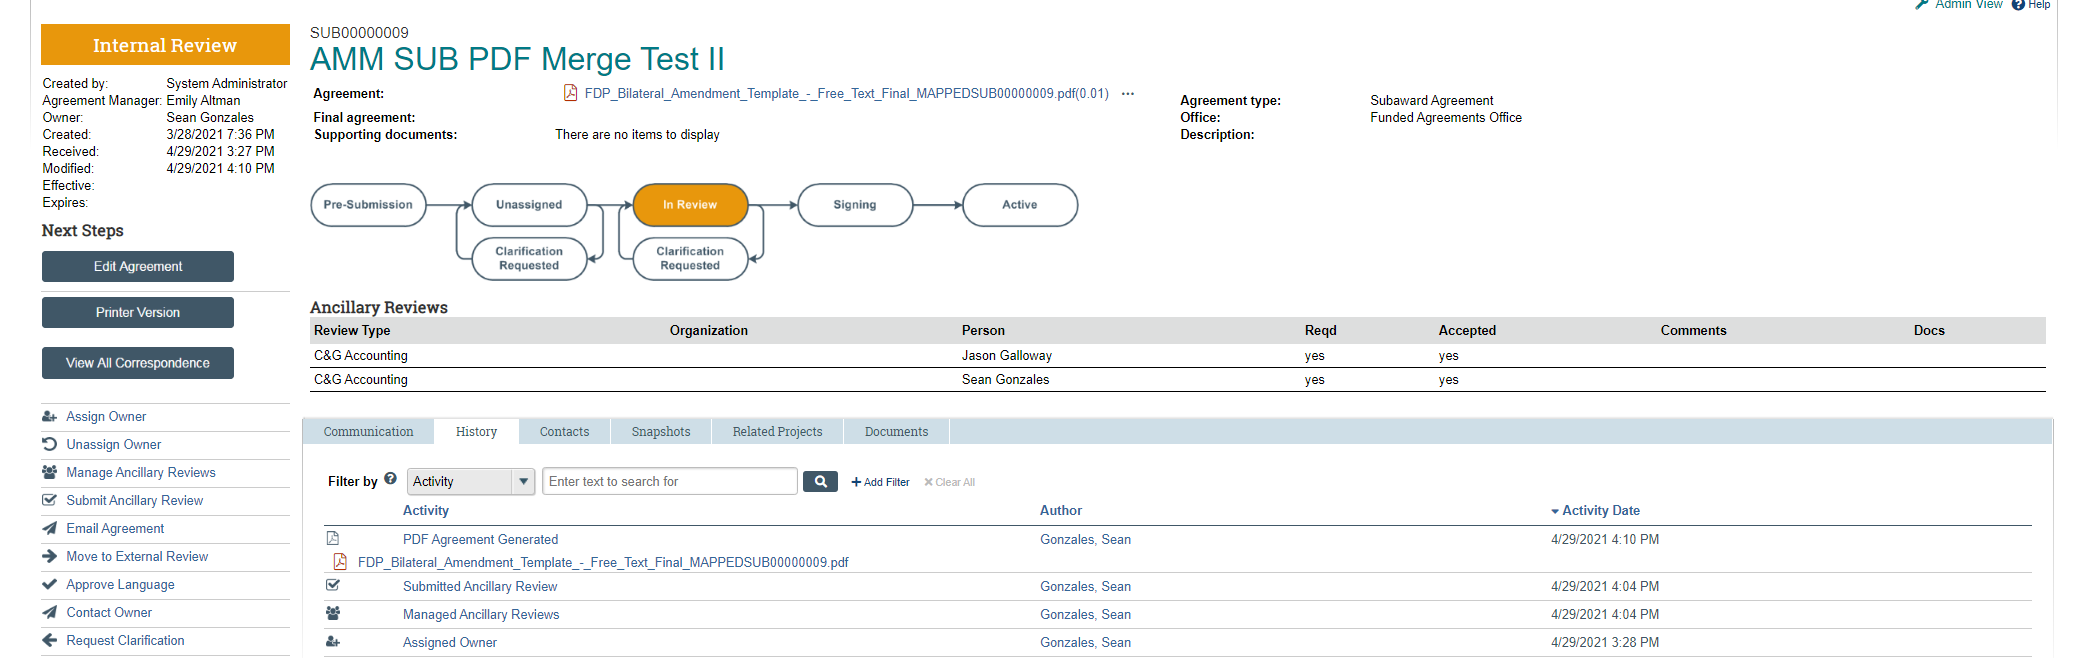 Admin View Help
Internal Review
Created by: System Administrator
Agreement Manager: Emily Altman
Owner: Sean Gonzales
Created: 3/28/2021 7:36 PM
Received: 4/29/2021 3:27 PM
Modified: 4/29/2021 4:10 PM
Effective:
Expires:
Next Steps
Edit Agreement
Printer Version
View All Correspondence
Assign Owner
Unassign Owner
Manage Ancillary Reviews
Submit Ancillary Review
Email Agreement
Move to External Review
Approve Language
Contact Owner
Request Clarification
SUB00000009
AMM SUB PDF Merge Test II
Agreement: FDP_Bilateral_Amendment_Template_-_Free_Text_Final_MAPPEDSUB00000009.pdf(0.01) ...
Final agreement:
Supporting documents: There are no items to display
Agreement type: Subaward Agreement
Office: Funded Agreements Office
Description:
Pre-Submission
Unassigned
In Review
Signing
Active
Clarification
Requested
Clarification
Requested
Ancillary Reviews
Review Type Organization Person Reqd Accepted Comments Docs
C&G Accounting Jason Galloway yes yes
C&G Accounting Sean Gonzales yes yes
Communication History Contacts Snapshots Related Projects Documents
Filter by Activity Enter text to search for Add Filter Clear All
Activity Author Activity Date
PDF Agreement Generated Gonzales, Sean 4/29/2021 4:10 PM
FDP_Bilateral_Amendment_Template_-_Free_Text_Final_MAPPEDSUB00000009.pdf
Submitted Ancillary Review Gonzales, Sean 4/29/2021 4:04 PM
Managed Ancillary Reviews Gonzales, Sean 4/29/2021 4:04 PM
Assigned Owner Gonzales, Sean 4/29/2021 3:28 PM